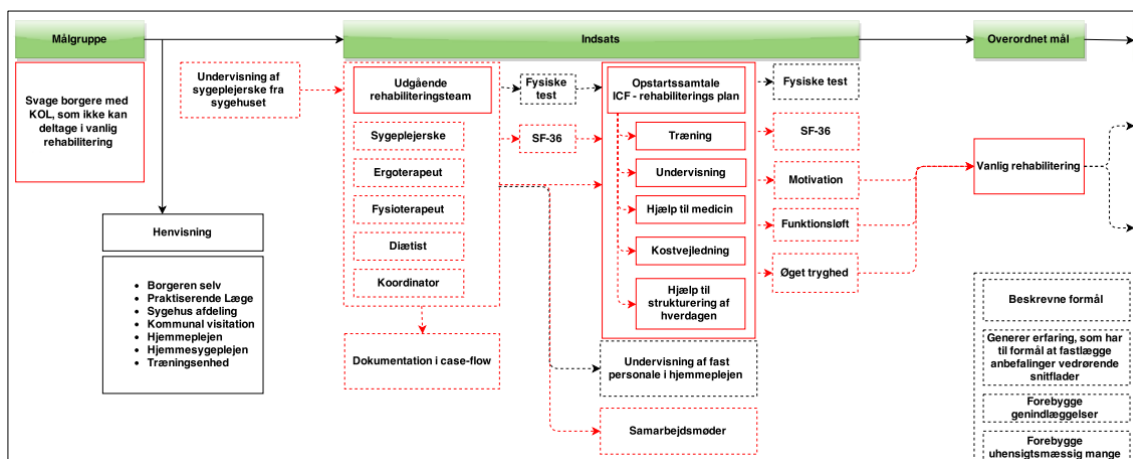 Målgruppe
Indsats
Overordnet mål
Svage borgere med
KOL, som ikke kan
deltage i vanlig
rehabilitering
Undervisning af
sygeplejerske fra
sygehuset
Udgående
rehabiliteringsteam
Sygeplejerske
Ergoterapeut
Fysioterapeut
Diætist
Koordinator
Dokumentation i case-flow
Fysiske
test
SF-36
Opstartssamtale
ICF - rehabiliterings plan
Træning
Undervisning
Hjælp til medicin
Kostvejledning
Hjælp til
strukturering af
hverdagen
Undervisning af fast
personale i hjemmeplejen
Samarbejdsmøder
Fysiske test
SF-36
Motivation
Funktionsløft
Øget tryghed
Vanlig rehabilitering
Henvisning
• Borgeren selv
• Praktiserende Læge
• Sygehus afdeling
• Kommunal visitation
• Hjemmeplejen
• Hjemmesygeplejen
• Træningsenhed
Beskrevne formål
Generer erfaring, som har
til formål at fastlægge
anbefalinger vedrørende
snitflader
Forebygge
genindlæggelser
Forebygge
uhensigtsmæssig mange